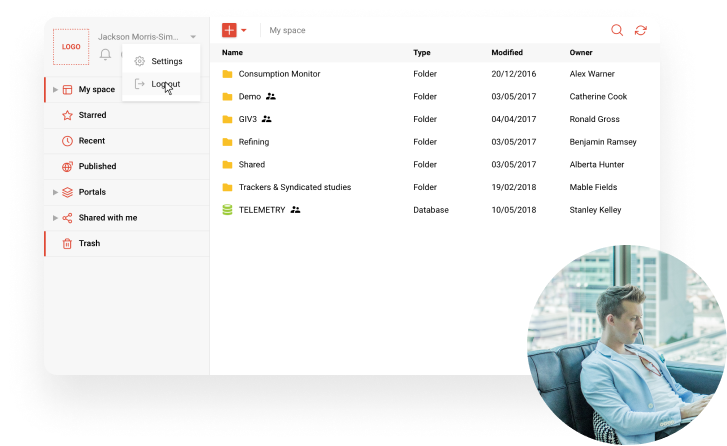 LOGO
Jackson Morris-Sim...
Settings
Log out
My space
Starred
Recent
Published
Portals
Shared with me
Trash
My space
Name Type Modified Owner
Consumption Monitor Folder 20/12/2016 Alex Warner
Demo Folder 03/05/2017 Catherine Cook
GIV3 Folder 04/04/2017 Ronald Gross
Refining Folder 03/05/2017 Benjamin Ramsey
Shared Folder 03/05/2017 Alberta Hunter
Trackers & Syndicated studies Folder 19/02/2018 Mable Fields
TELEMETRY Database 10/05/2018 Stanley Kelley